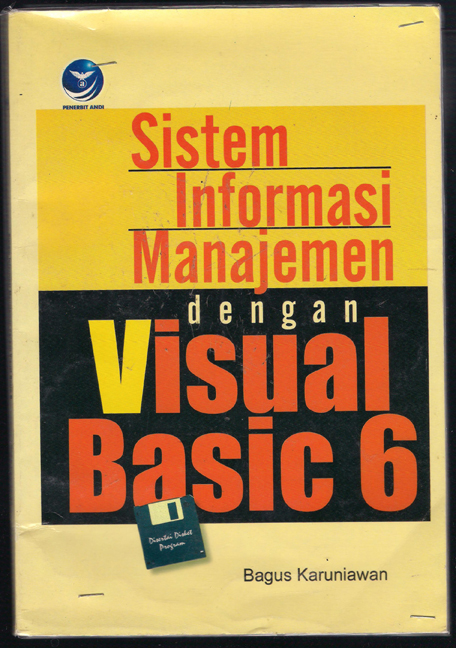 PENERBIT ANDI
Sistem
Informasi
Manajemen
dengan
Visual
Basic 6
Disertai Disket
Program
Bagus Karuniawan